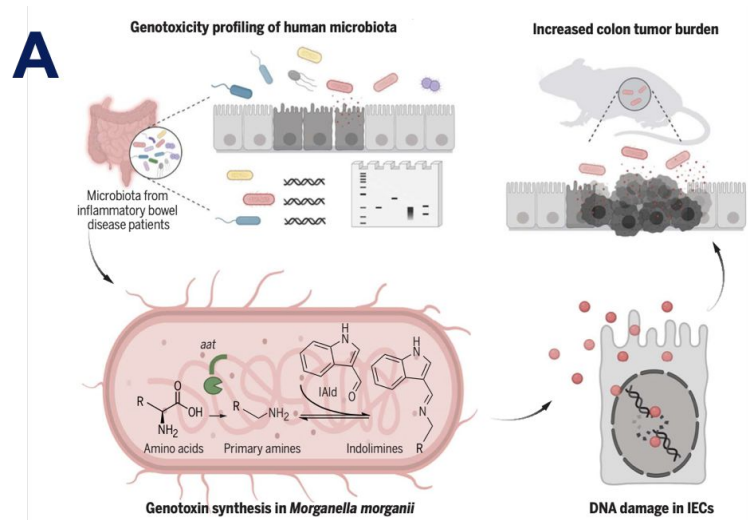 A
Genotoxicity profiling of human microbiota
Increased colon tumor burden
Microbiota from
inflammatory bowel
disease patients
aat
H
N
H
N
IAld
O
O
R
OH
NH₂
R
NH₂
N
R
Amino acids
Primary amines
Indolimines
Genotoxin synthesis in Morganella morganii
DNA damage in IECs